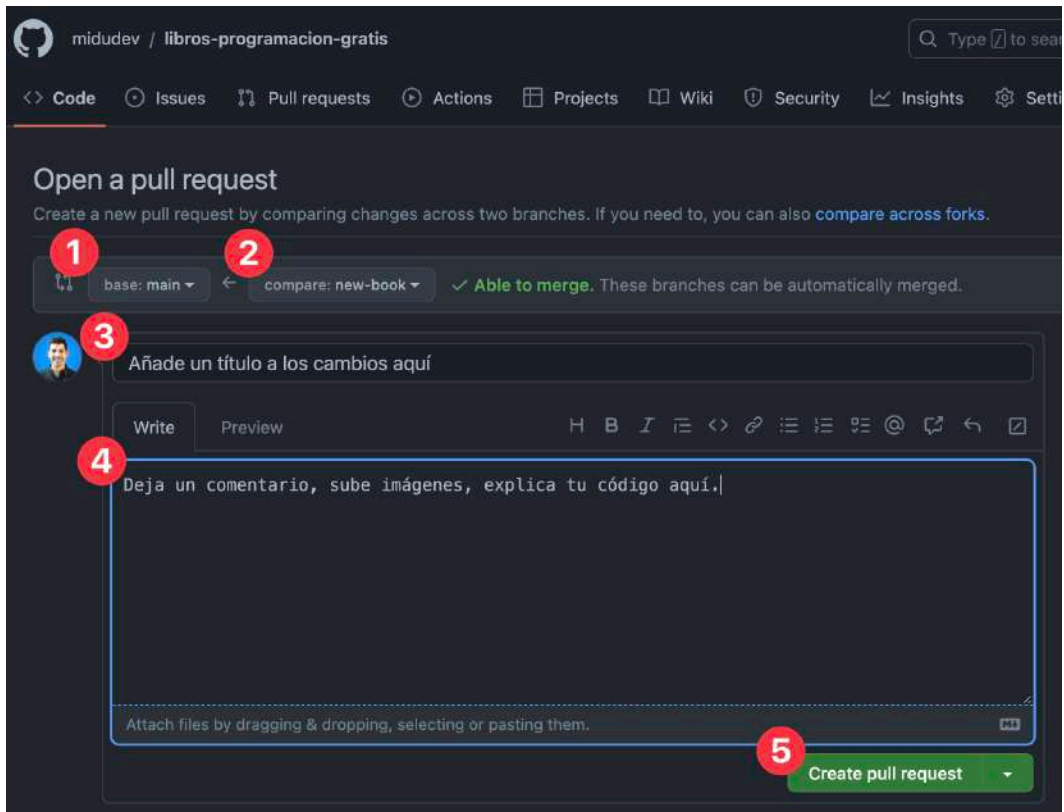 midudev / libros-programacion-gratis
Type / to sear
Code Issues Pull requests Actions Projects Wiki Security Insights Setti
Open a pull request
Create a new pull request by comparing changes across two branches. If you need to, you can also compare across forks.
1 2
base: main compare: new-book Able to merge. These branches can be automatically merged.
3
Añade un título a los cambios aquí
Write Preview H B I @
4
Deja un comentario, sube imágenes, explica tu código aquí.
Attach files by dragging & dropping, selecting or pasting them.
5
Create pull request